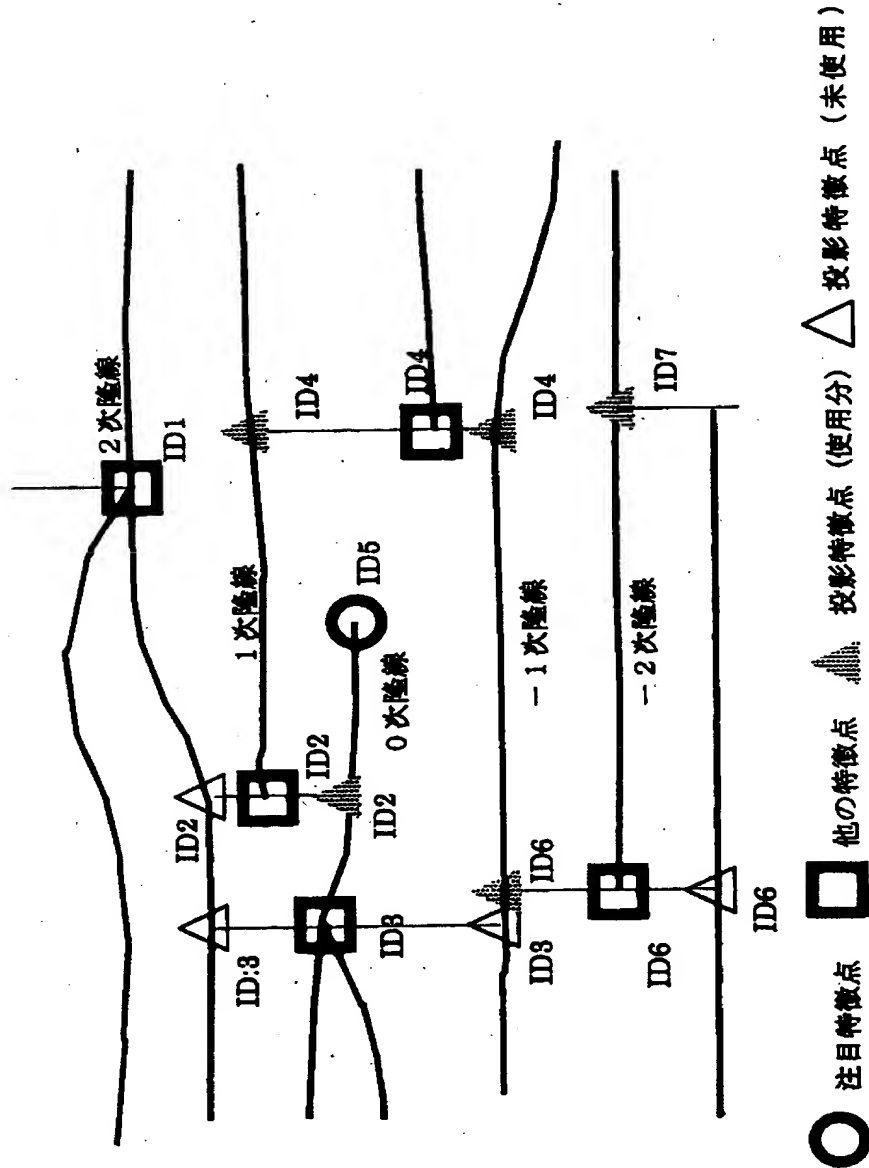 2次隆線
ID1
1次隆線
ID4
ID4
ID5
ID2
ID2
0次隆線
ID2
ID4
ID7
ID:3
ID3
−1次隆線
−2次隆線
ID6
ID3
ID6
ID6
注目特徴点
他の特徴点
投影特徴点 (使用分)
投影特徴点 (未使用)